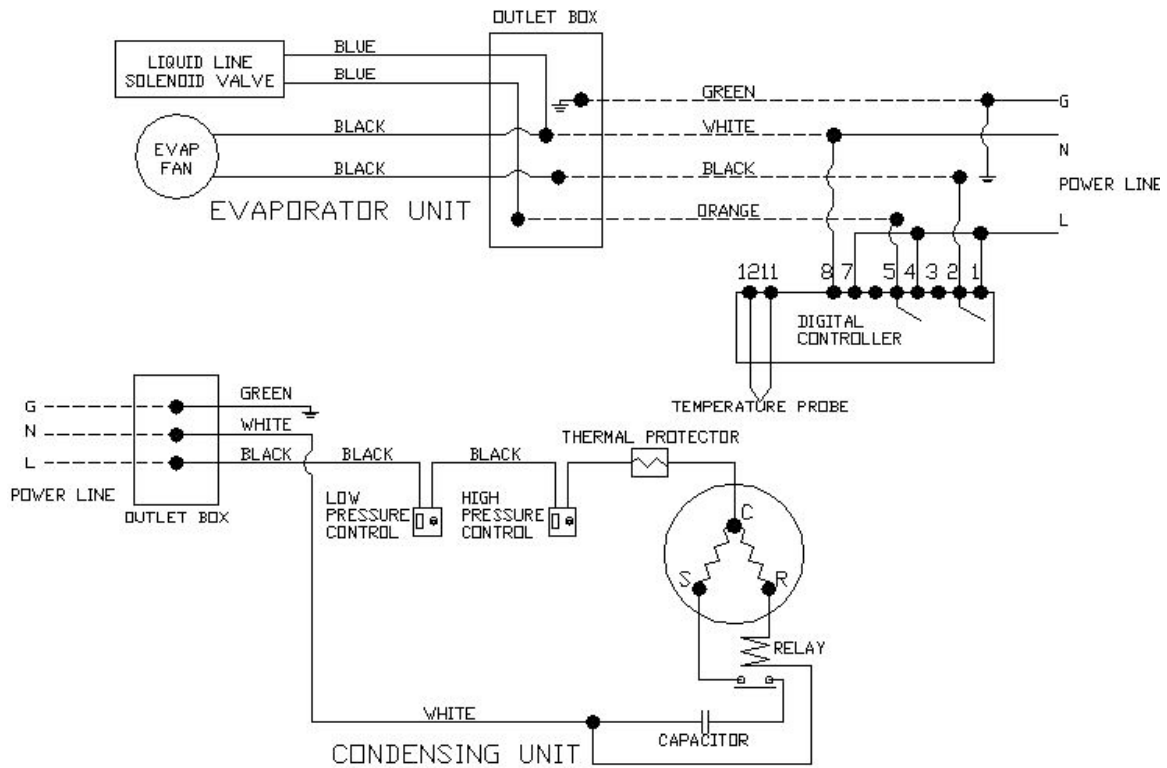 OUTLET BOX
LIQUID LINE
SOLENOID VALVE
BLUE
BLUE
GREEN
G
BLACK
WHITE
EVAP
FAN
N
BLACK
BLACK
POWER LINE
EVAPORATOR UNIT
ORANGE
L
12 11 8 7 5 4 3 2 1
DIGITAL
CONTROLLER
TEMPERATURE PROBE
G
GREEN
N
WHITE
L
BLACK
BLACK
BLACK
THERMAL PROTECTOR
POWER LINE
OUTLET BOX
LOW
PRESSURE
CONTROL
HIGH
PRESSURE
CONTROL
C
S
R
RELAY
WHITE
CAPACITOR
CONDENSING UNIT